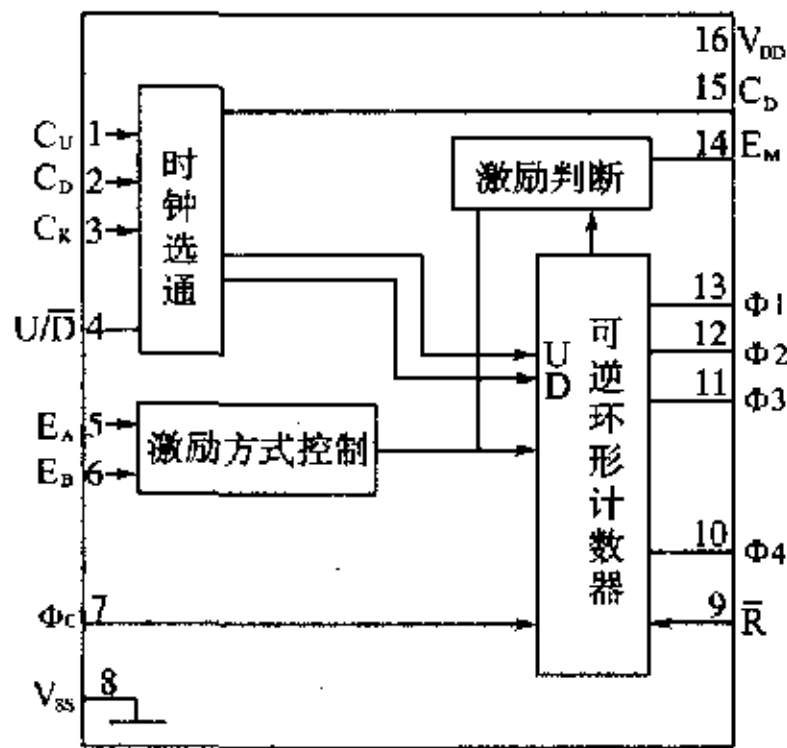 16 V_DD
15 C_D
C_U 1
14 E_M
C_D 2
C_K 3
时钟选通
激励判断
U/D̅ 4
13 Φ1
12 Φ2
11 Φ3
U
D
可逆环形计数器
E_A 5
激励方式控制
E_B 6
10 Φ4
Φ_C 7
9 R̅
V_SS 8